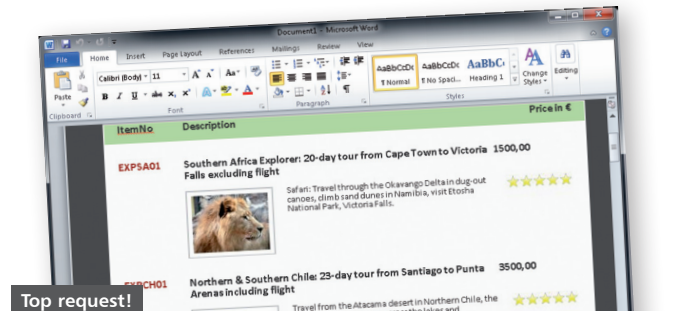 Document1 - Microsoft Word
File Home Insert Page Layout References Mailings Review View
Calibri (Body) 11 A A Aa
Paste B I U abc x, x² A
AaBbCcDc AaBbCcDc AaBbC
¶ Normal ¶ No Spaci... Heading 1 Change Styles Editing
Clipboard Font Paragraph Styles
ItemNo Description Price in €
EXPSA01 Southern Africa Explorer: 20-day tour from Cape Town to Victoria 1500,00
Falls excluding flight
Safari: Travel through the Okavango Delta in dug-out
canoes, climb sand dunes in Namibia, visit Etosha
National Park, Victoria Falls.
EXPCH01 Northern & Southern Chile: 23-day tour from Santiago to Punta 3500,00
Arenas including flight
Travel from the Atacama desert in Northern Chile, the
Top request!